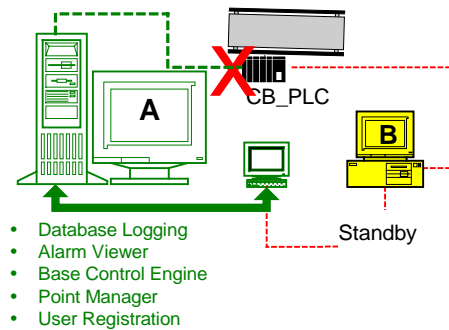 A
CB_PLC
B
Standby
• Database Logging
• Alarm Viewer
• Base Control Engine
• Point Manager
• User Registration